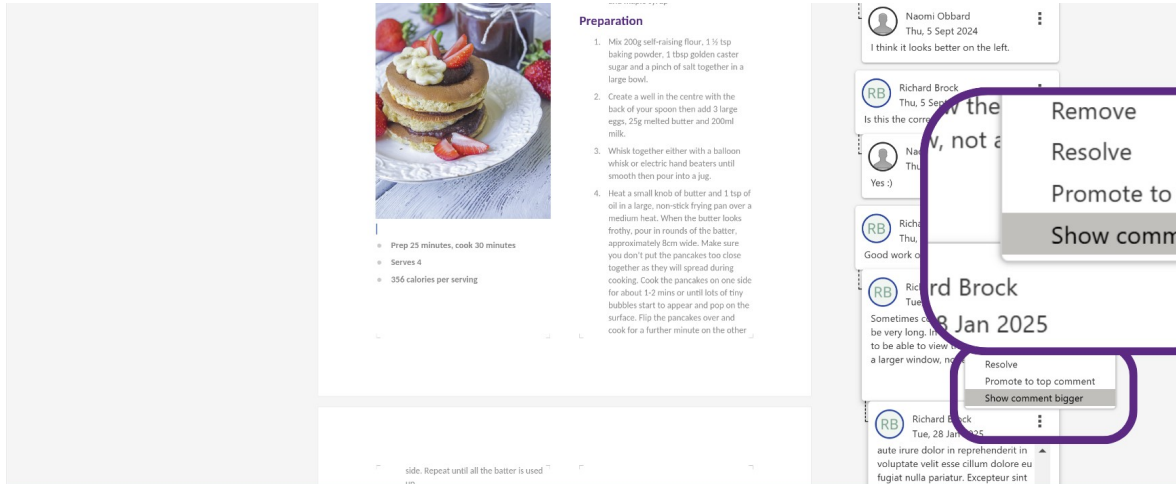 Preparation
1. Mix 200g self-raising flour, 1 ½ tsp
baking powder, 1 tbsp golden caster
sugar and a pinch of salt together in a
large bowl.
2. Create a well in the centre with the
back of your spoon then add 3 large
eggs, 25g melted butter and 200ml
milk.
3. Whisk together either with a balloon
whisk or electric hand beaters until
smooth then pour into a jug.
4. Heat a small knob of butter and 1 tsp of
oil in a large, non-stick frying pan over a
medium heat. When the butter looks
frothy, pour in rounds of the batter,
approximately 8cm wide. Make sure
you don't put the pancakes too close
together as they will spread during
cooking. Cook the pancakes on one side
for about 1-2 mins or until lots of tiny
bubbles start to appear and pop on the
surface. Flip the pancakes over and
cook for a further minute on the other
Prep 25 minutes, cook 30 minutes
Serves 4
356 calories per serving
side. Repeat until all the batter is used
Naomi Obbard
Thu, 5 Sept 2024
I think it looks better on the left.
RB
Richard Brock
Thu, 5 Sep
Is this the corre
Na
Thu
Yes :)
RB
Richa
Thu,
Good work o
RB
Ric
Tue
Sometimes c
be very long. In
to be able to view
a larger window, no
the
not a
Remove
Resolve
Promote to
Show comm
rd Brock
Jan 2025
Resolve
Promote to top comment
Show comment bigger
RB
Richard Brock
Tue, 28 Jan 2025
aute irure dolor in reprehenderit in
voluptate velit esse cillum dolore eu
fugiat nulla pariatur. Excepteur sint